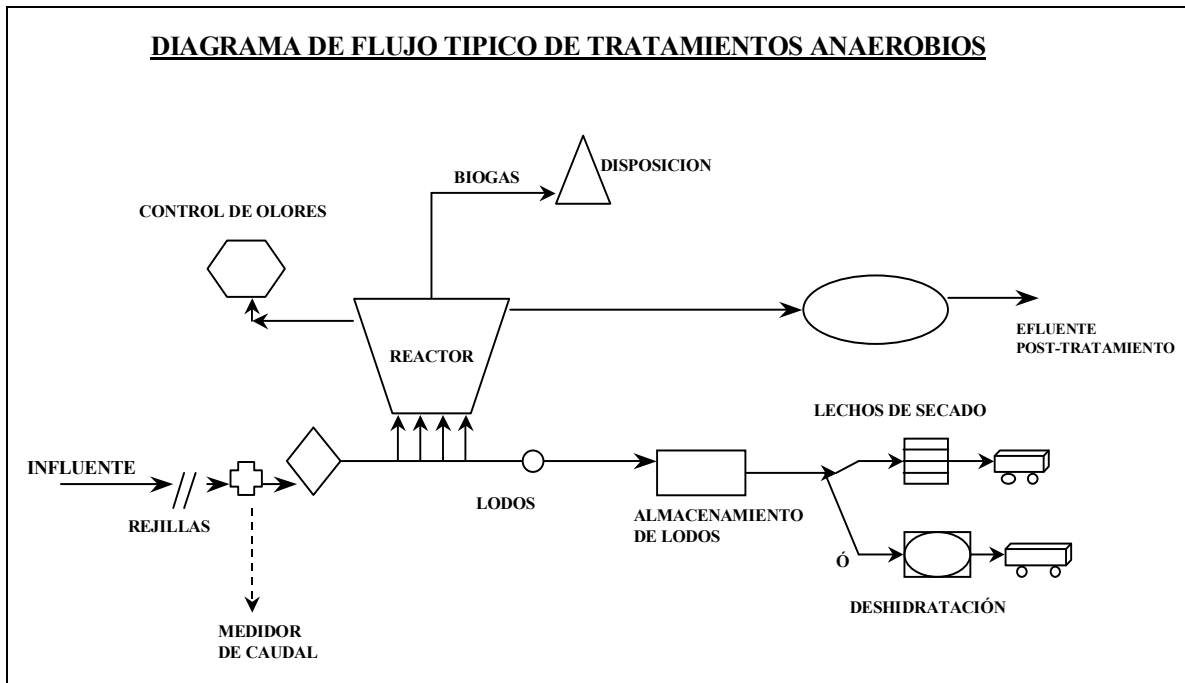 DIAGRAMA DE FLUJO TIPICO DE TRATAMIENTOS ANAEROBIOS
BIOGAS
DISPOSICION
CONTROL DE OLORES
REACTOR
EFLUENTE
POST-TRATAMIENTO
LECHOS DE SECADO
INFLUENTE
REJILLAS
LODOS
ALMACENAMIENTO
DE LODOS
Ó
DESHIDRATACIÓN
MEDIDOR
DE CAUDAL